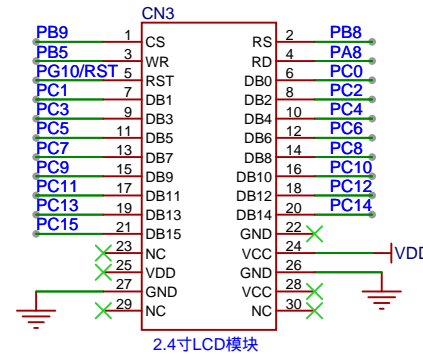 CN3
PB9 1 CS RS 2 PB8
PB5 3 WR RD 4 PA8
PG10/RST 5 RST DB0 6 PC0
PC1 7 DB1 DB2 8 PC2
PC3 9 DB3 DB4 10 PC4
PC5 11 DB5 DB6 12 PC6
PC7 13 DB7 DB8 14 PC8
PC9 15 DB9 DB10 16 PC10
PC11 17 DB11 DB12 18 PC12
PC13 19 DB13 DB14 20 PC14
PC15 21 DB15 GND 22
23 NC VCC 24 VDD
25 VDD GND 26
27 GND VCC 28
29 NC NC 30
2.4寸LCD模块